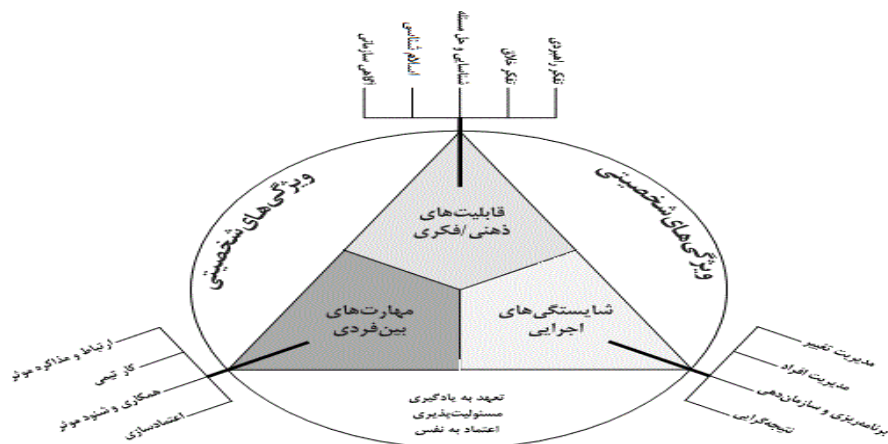 تفکر راهبردی
تفکر خلاق
شناسایی و حل مسئله
اسلام شناسی
آگاهی سازمانی
ویژگی‌های شخصیتی
ویژگی‌های شخصیتی
قابلیت‌های
ذهنی/فکری
شایستگی‌های
اجرایی
مهارت‌های
بین‌فردی
مدیریت تغییر
مدیریت افراد
برنامه‌ریزی و سازمان‌دهی
نتیجه‌گرایی
ارتباط و مذاکره موثر
کار تیمی
همکاری و شنود موثر
اعتمادسازی
تعهد به یادگیری
مسئولیت‌پذیری
اعتماد به نفس